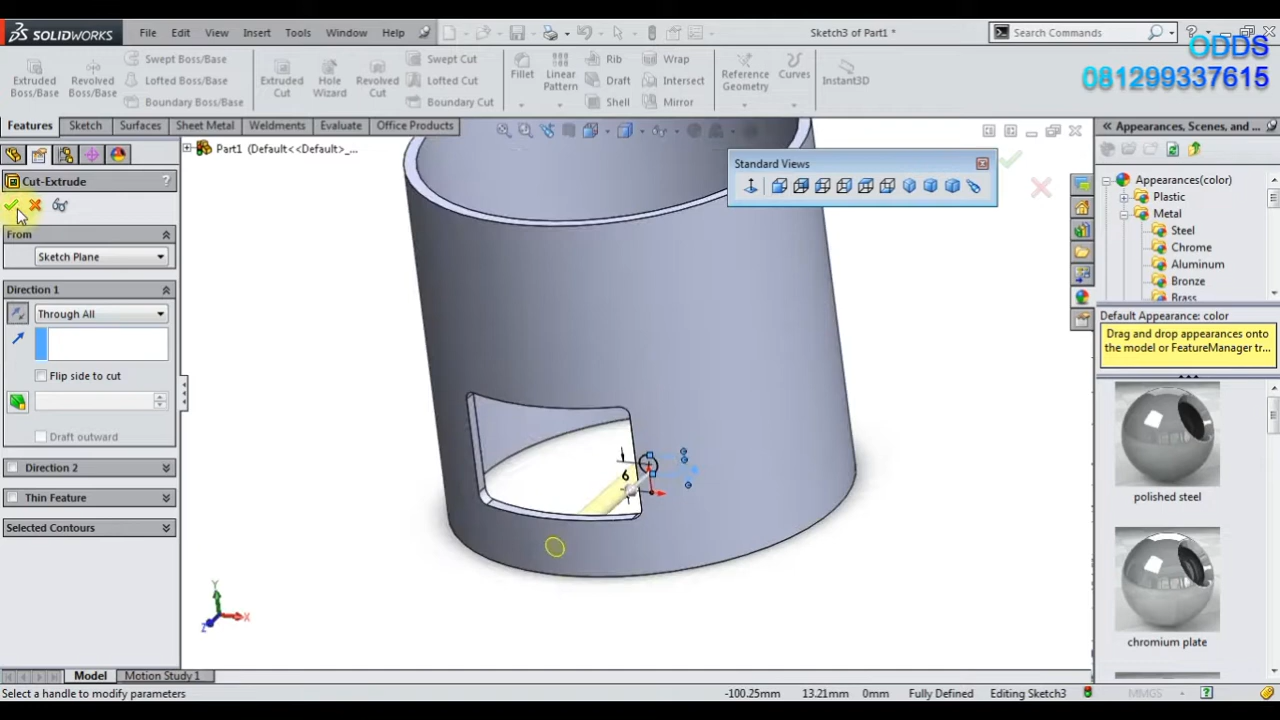 SOLIDWORKS
File
Edit
View
Insert
Tools
Window
Help
Sketch3 of Part1 *
Search Commands
ODDS
081299337615
Extruded Boss/Base
Revolved Boss/Base
Swept Boss/Base
Lofted Boss/Base
Boundary Boss/Base
Extruded Cut
Hole Wizard
Revolved Cut
Swept Cut
Lofted Cut
Boundary Cut
Fillet
Linear Pattern
Rib
Draft
Shell
Wrap
Intersect
Mirror
Reference Geometry
Curves
Instant3D
Features
Sketch
Surfaces
Sheet Metal
Weldments
Evaluate
Office Products
Cut-Extrude
?
From
Sketch Plane
Direction 1
Through All
Flip side to cut
Draft outward
Direction 2
Thin Feature
Selected Contours
Part1 (Default<<Default>_...
Standard Views
6
Y
X
Z
Appearances, Scenes, and...
Appearances(color)
Plastic
Metal
Steel
Chrome
Aluminum
Bronze
Brass
Default Appearance: color
Drag and drop appearances onto
the model or FeatureManager tr...
polished steel
chromium plate
Model
Motion Study 1
Select a handle to modify parameters
-100.25mm
13.21mm
0mm
Fully Defined
Editing Sketch3
MMGS